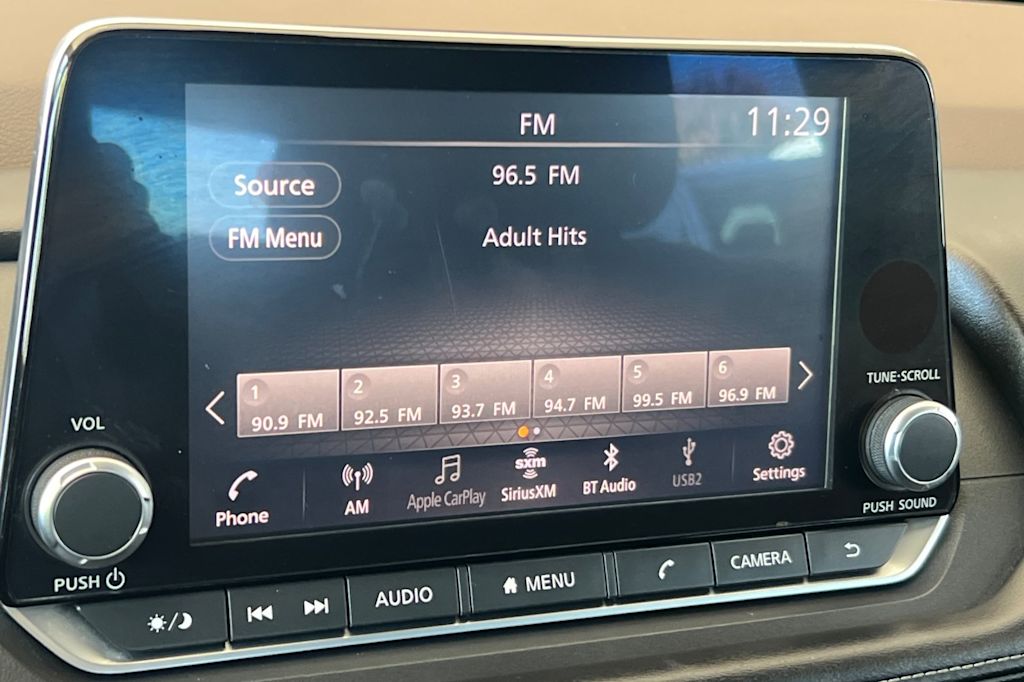 FM
11:29
Source
96.5 FM
FM Menu
Adult Hits
1
90.9 FM
2
92.5 FM
3
93.7 FM
4
94.7 FM
5
99.5 FM
6
96.9 FM
Phone
AM
Apple CarPlay
sxm
SiriusXM
BT Audio
USB2
Settings
VOL
PUSH
TUNE·SCROLL
PUSH SOUND
AUDIO
MENU
CAMERA